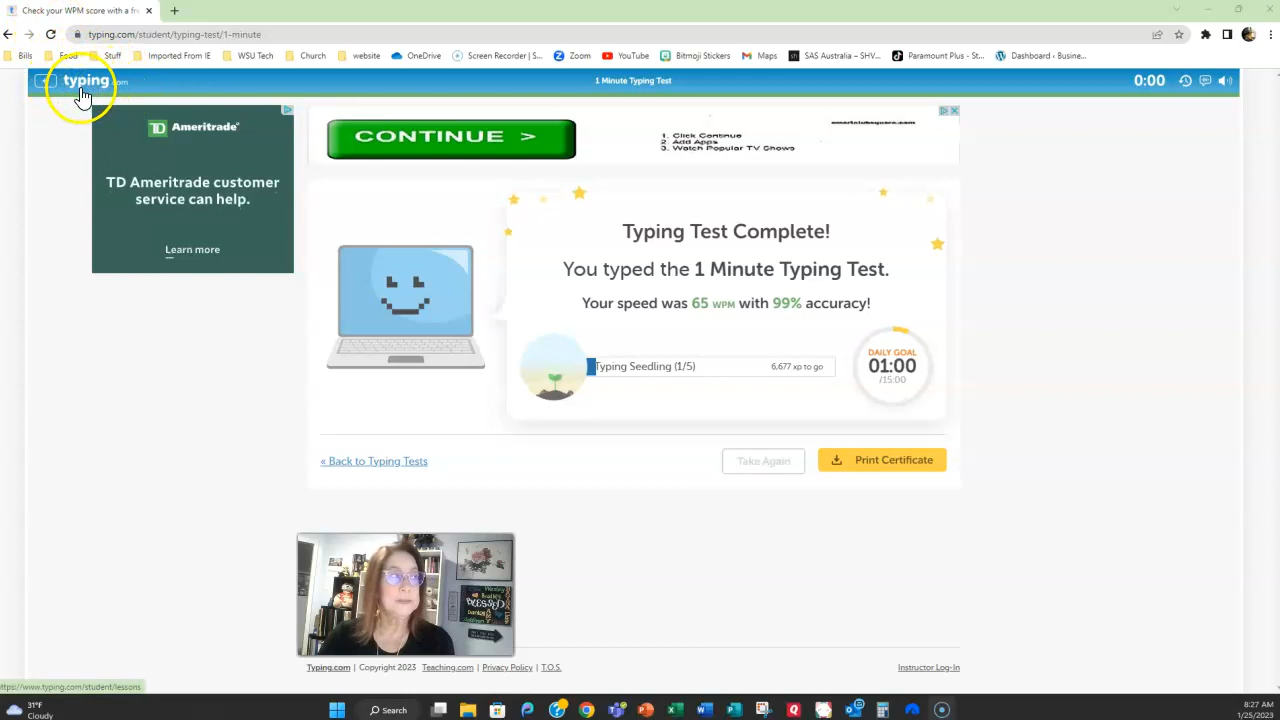 Check your WPM score with a fre
typing.com/student/typing-test/1-minute
Bills
Food
Stuff
Imported From IE
WSU Tech
Church
website
OneDrive
Screen Recorder | S...
Zoom
YouTube
Bitmoji Stickers
Maps
SAS Australia – SHV...
Paramount Plus - St...
Dashboard ‹ Busine...
typing.com
1 Minute Typing Test
0:00
TD Ameritrade
TD Ameritrade customer
service can help.
Learn more
CONTINUE >
1. Click Continue
2. Add Apps
3. Watch Popular TV Shows
smartclubsquare.com
Typing Test Complete!
You typed the 1 Minute Typing Test.
Your speed was 65 WPM with 99% accuracy!
Typing Seedling (1/5)
6,677 xp to go
DAILY GOAL
01:00
/15:00
« Back to Typing Tests
Take Again
Print Certificate
BLESSED
Typing.com | Copyright 2023 Teaching.com | Privacy Policy | T.O.S.
Instructor Log-In
https://www.typing.com/student/lessons
31°F
Cloudy
Search
8:27 AM
1/25/2023